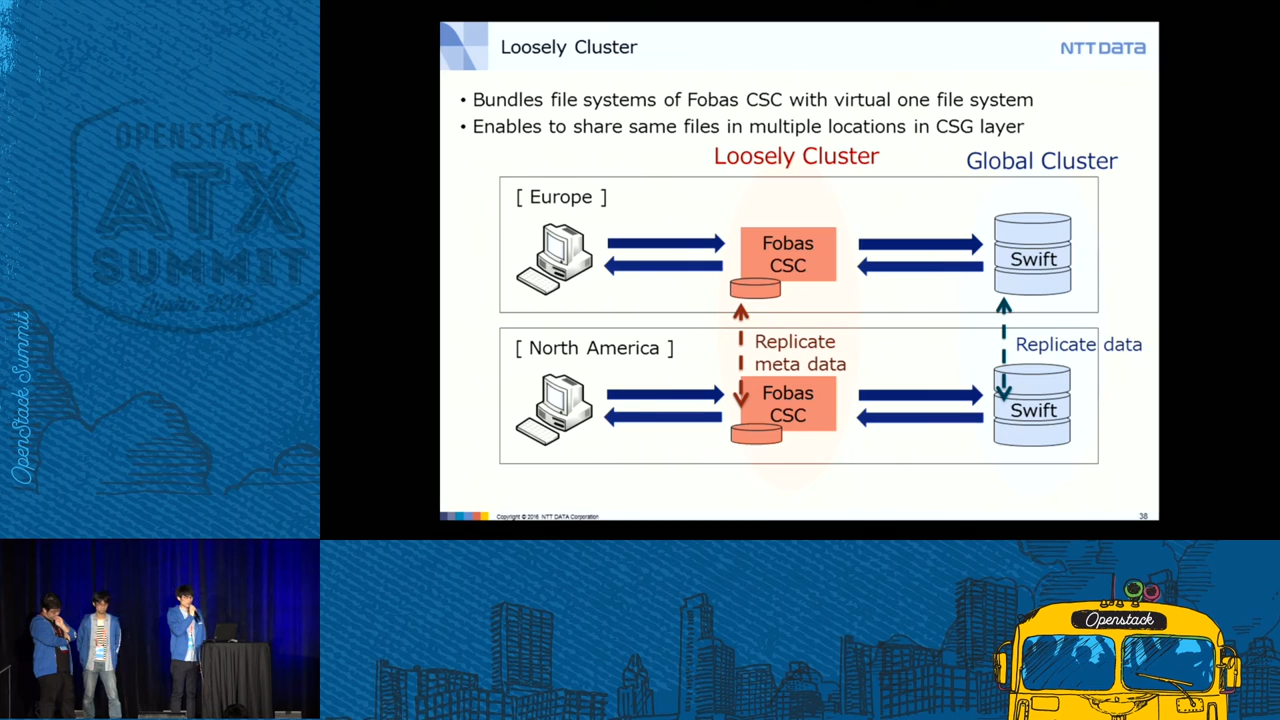 Loosely Cluster
NTT DATA
• Bundles file systems of Fobas CSC with virtual one file system
• Enables to share same files in multiple locations in CSG layer
Loosely Cluster
Global Cluster
[ Europe ]
Fobas
CSC
Swift
Replicate
meta data
Replicate data
[ North America ]
Fobas
CSC
Swift
Copyright © 2016 NTT DATA Corporation
38
OPENSTACK
ATX
SUMMIT
Austin 2016
OpenStack Summit
Openstack